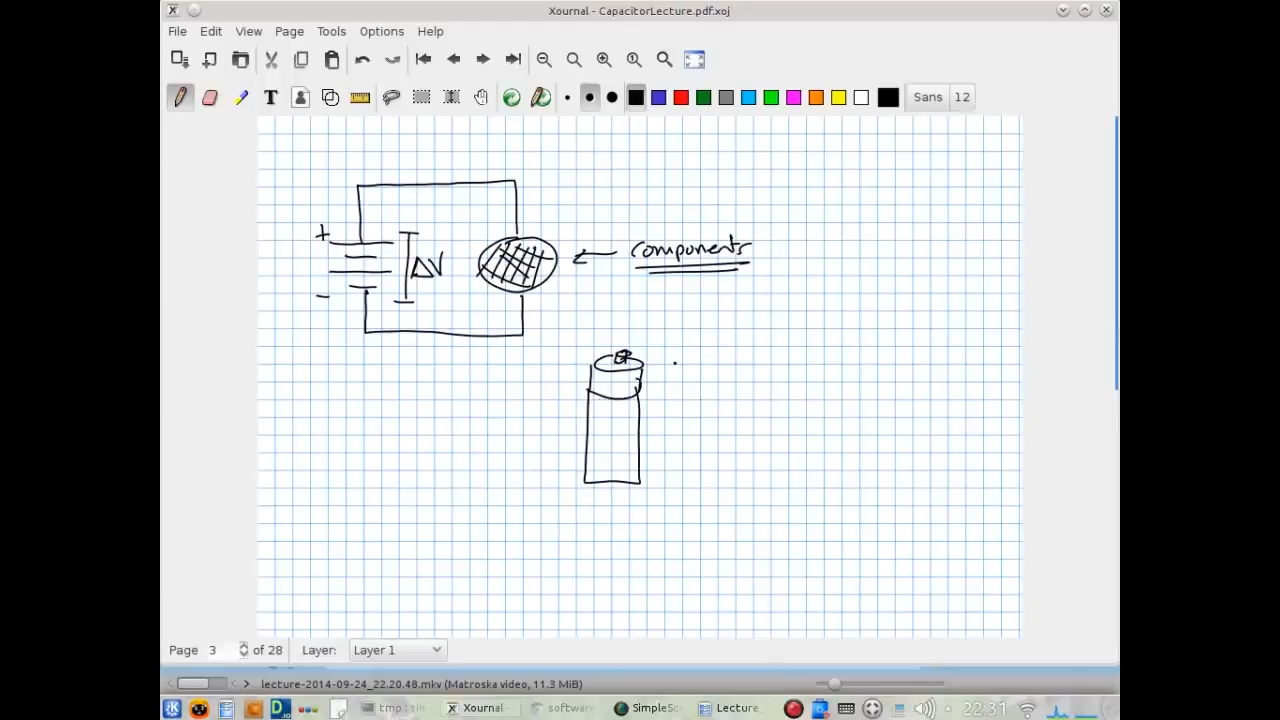 Xournal - CapacitorLecture.pdf.xoj
File Edit View Page Tools Options Help
Sans 12
+
ΔV
-
components
Page 3 of 28 Layer: Layer 1
lecture-2014-09-24_22.20.48.mkv (Matroska video, 11.3 MiB)
Xournal
software
SimpleSc
Lecture
22:31